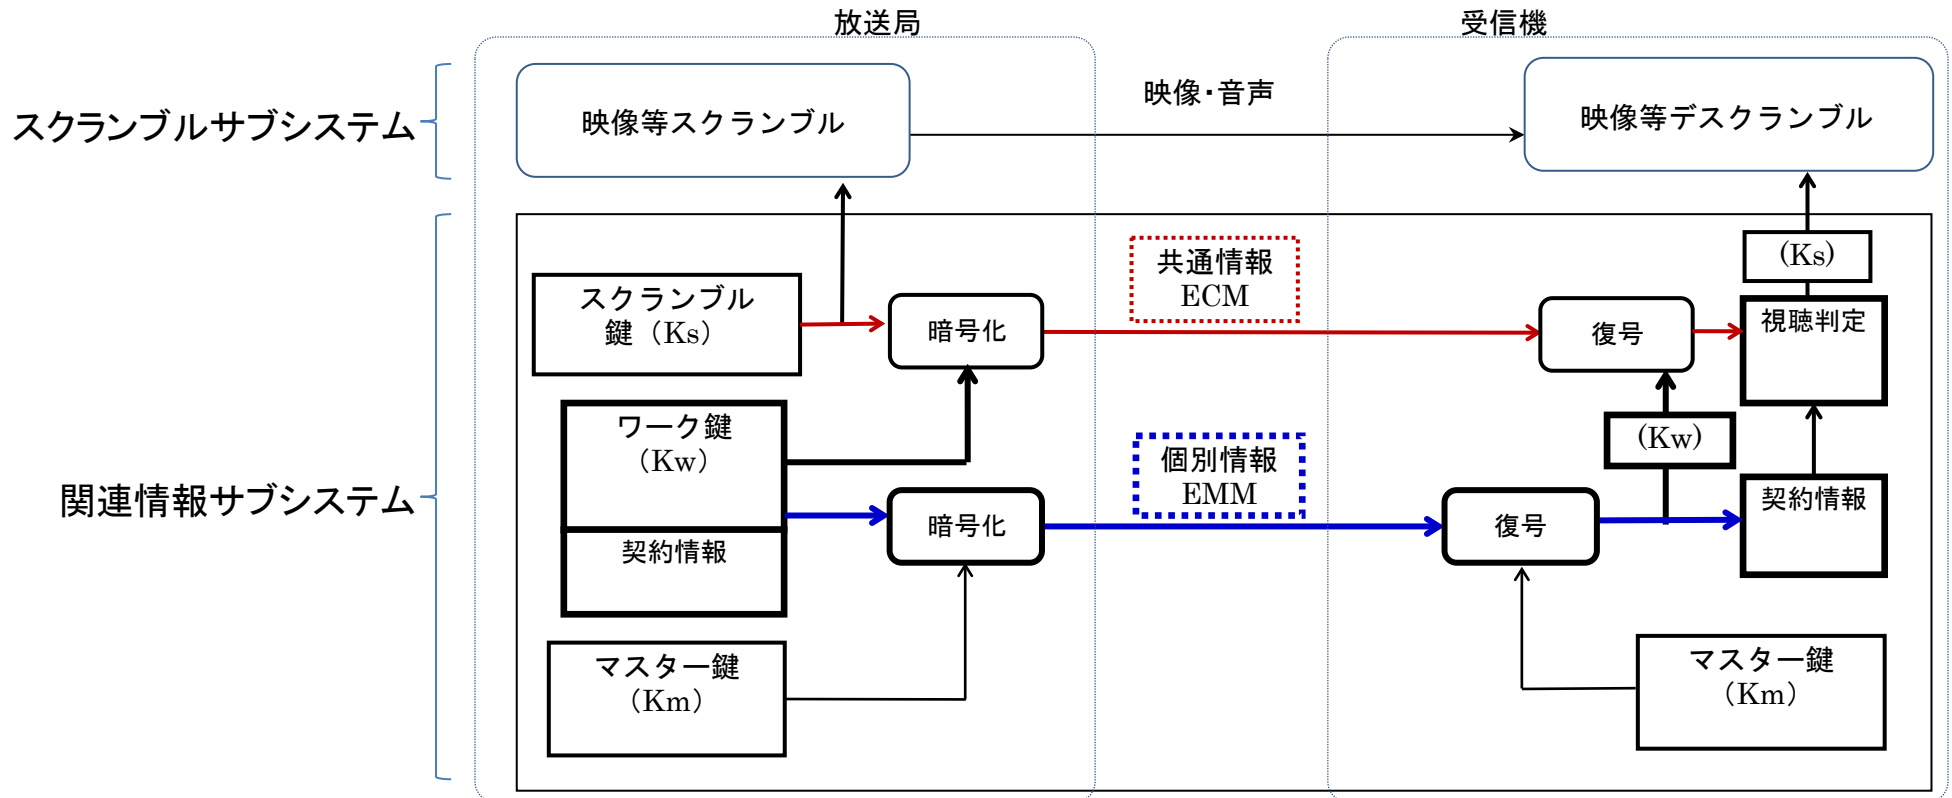 放送局
受信機
スクランブルサブシステム
映像等スクランブル
映像・音声
映像等デスクランブル
スクランブル
鍵（Ks）
暗号化
共通情報
ECM
復号
(Ks)
視聴判定
関連情報サブシステム
ワーク鍵
（Kw）
契約情報
暗号化
個別情報
EMM
復号
(Kw)
契約情報
マスター鍵
（Km）
マスター鍵
（Km）